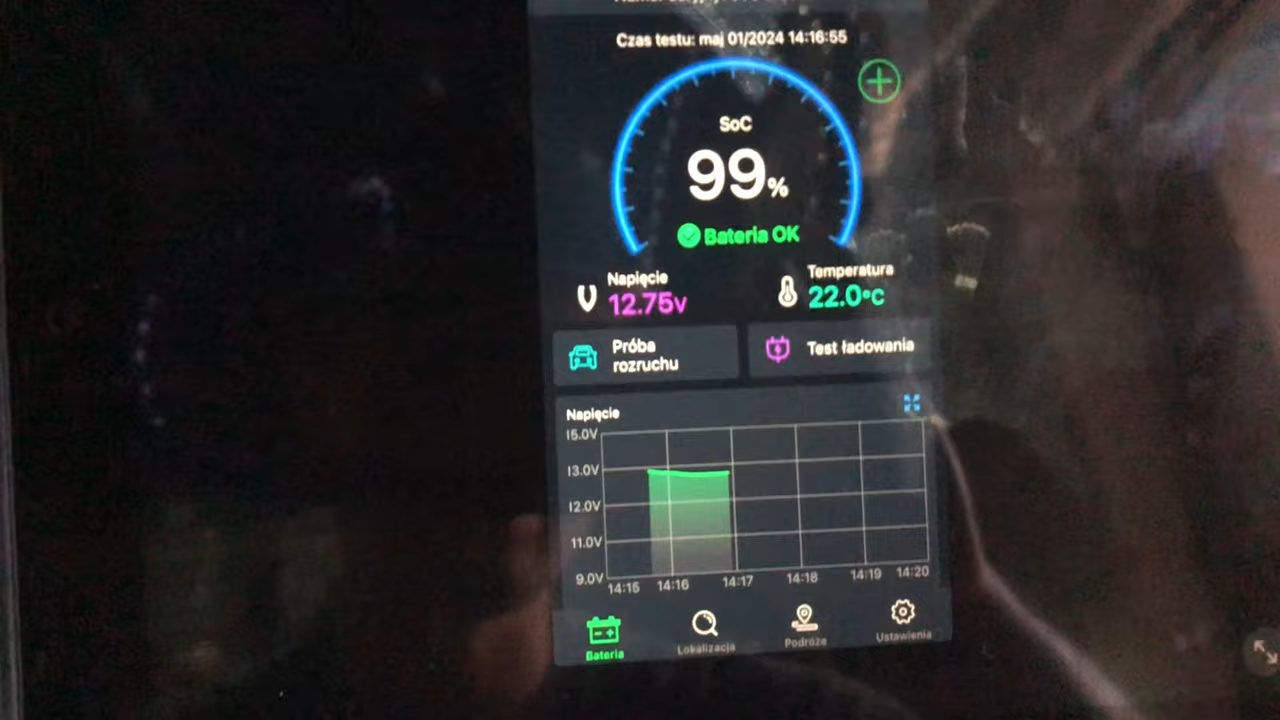 Czas testu: maj 01/2024 14:16:55
SoC
99%
Bateria OK
Napięcie
12.75V
Temperatura
22.0°C
Próba
rozruchu
Test ładowania
Napięcie
15.0V
13.0V
12.0V
11.0V
9.0V
14:15 14:16 14:17 14:18 14:19 14:20
Bateria
Lokalizacja
Podróże
Ustawienia